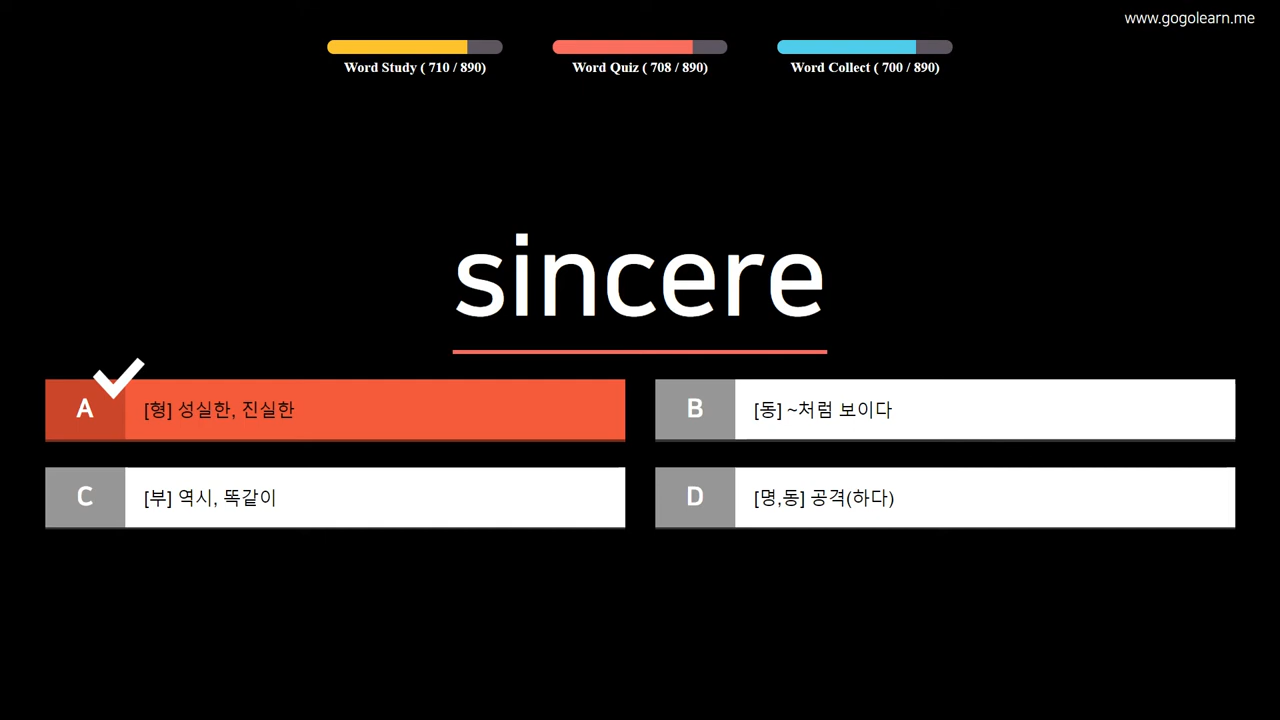 www.gogolearn.me
Word Study ( 710 / 890)
Word Quiz ( 708 / 890)
Word Collect ( 700 / 890)
sincere
A [형] 성실한, 진실한
B [동] ~처럼 보이다
C [부] 역시, 똑같이
D [명,동] 공격(하다)